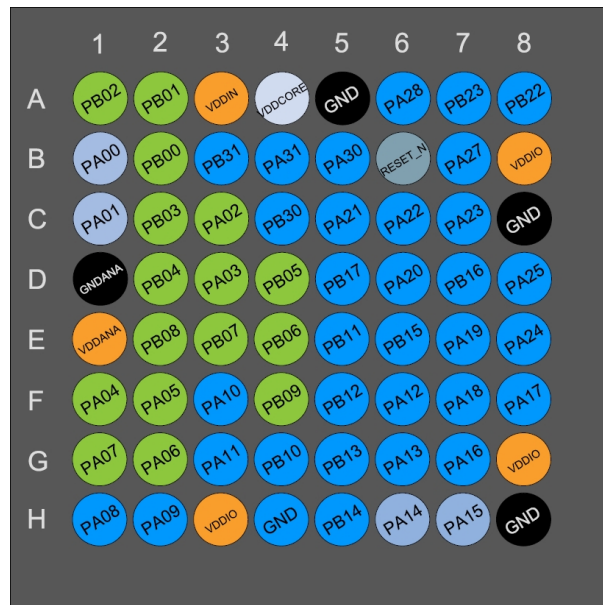 1 2 3 4 5 6 7 8
A PB02 PB01 VDDIN VDDCORE GND PA28 PB23 PB22
B PA00 PB00 PB31 PA31 PA30 RESET_N PA27 VDDIO
C PA01 PB03 PA02 PB30 PA21 PA22 PA23 GND
D GNDANA PB04 PA03 PB05 PB17 PA20 PB16 PA25
E VDDANA PB08 PB07 PB06 PB11 PB15 PA19 PA24
F PA04 PA05 PA10 PB09 PB12 PA12 PA18 PA17
G PA07 PA06 PA11 PB10 PB13 PA13 PA16 VDDIO
H PA08 PA09 VDDIO GND PB14 PA14 PA15 GND